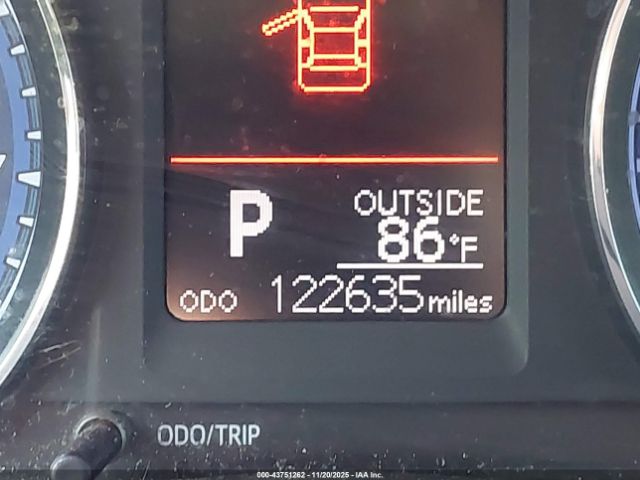 P
OUTSIDE
86°F
ODO 122635 miles
ODO/TRIP
000-43751262 - 11/20/2025 - IAA Inc.